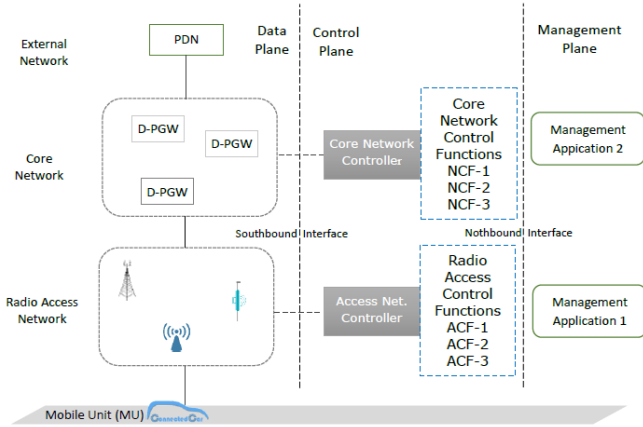 External
Network
PDN
Data
Plane
Control
Plane
Management
Plane
Core
Network
D-PGW
D-PGW
D-PGW
Core Network
Controller
Core
Network
Control
Functions
NCF-1
NCF-2
NCF-3
Management
Appication 2
Southbound Interface
Nothbound Interface
Radio Access
Network
Access Net.
Controller
Radio
Access
Control
Functions
ACF-1
ACF-2
ACF-3
Management
Application 1
Mobile Unit (MU)
ConnectedCar